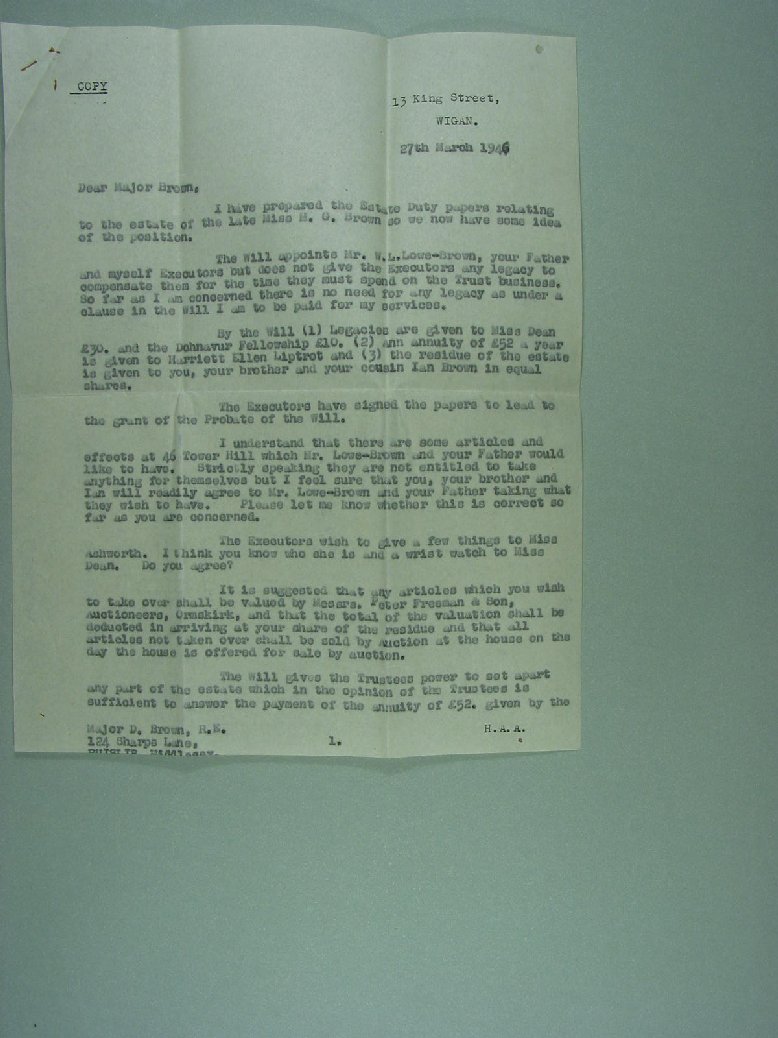 COPY
13 King Street,
WIGAN.
27th March 1946
Dear Major Brown,
I have prepared the Estate Duty papers relating
to the estate of the late Miss M. G. Brown so we now have some idea
of the position.
The Will appoints Mr. W.L.Lowe-Brown, your Father
and myself Executors but does not give the Executors any legacy to
compensate them for the time they must spend on the Trust business.
So far as I am concerned there is no need for any legacy as under a
clause in the Will I am to be paid for my services.
By the Will (1) Legacies are given to Miss Dean
£30. and the Dohnavur Fellowship £10. (2) Ann annuity of £52 a year
is given to Harriett Ellen Liptrot and (3) the residue of the estate
is given to you, your brother and your cousin Ian Brown in equal
shares.
The Executors have signed the papers to lead to
the grant of the Probate of the Will.
I understand that there are some articles and
effects at 46 Tower Hill which Mr. Lowe-Brown and your Father would
like to have. Strictly speaking they are not entitled to take
anything for themselves but I feel sure that you, your brother and
Ian will readily agree to Mr. Lowe-Brown and your Father taking what
they wish to have. Please let me know whether this is correct so
far as you are concerned.
The Executors wish to give a few things to Miss
Ashworth. I think you know who she is and a wrist watch to Miss
Dean. Do you agree?
It is suggested that any articles which you wish
to take over shall be valued by Messrs. Peter Freeman & Son,
Auctioneers, Ormskirk, and that the total of the valuation shall be
deducted in arriving at your share of the residue and that all
articles not taken over shall be sold by auction at the house on the
day the house is offered for sale by auction.
The Will gives the Trustees power to set apart
any part of the estate which in the opinion of the Trustees is
sufficient to answer the payment of the annuity of £52. given by the
Major D. Brown, R.E.
124 Sharps Lane,
RUISLIP, Middlesex.
1.
H.A.A.